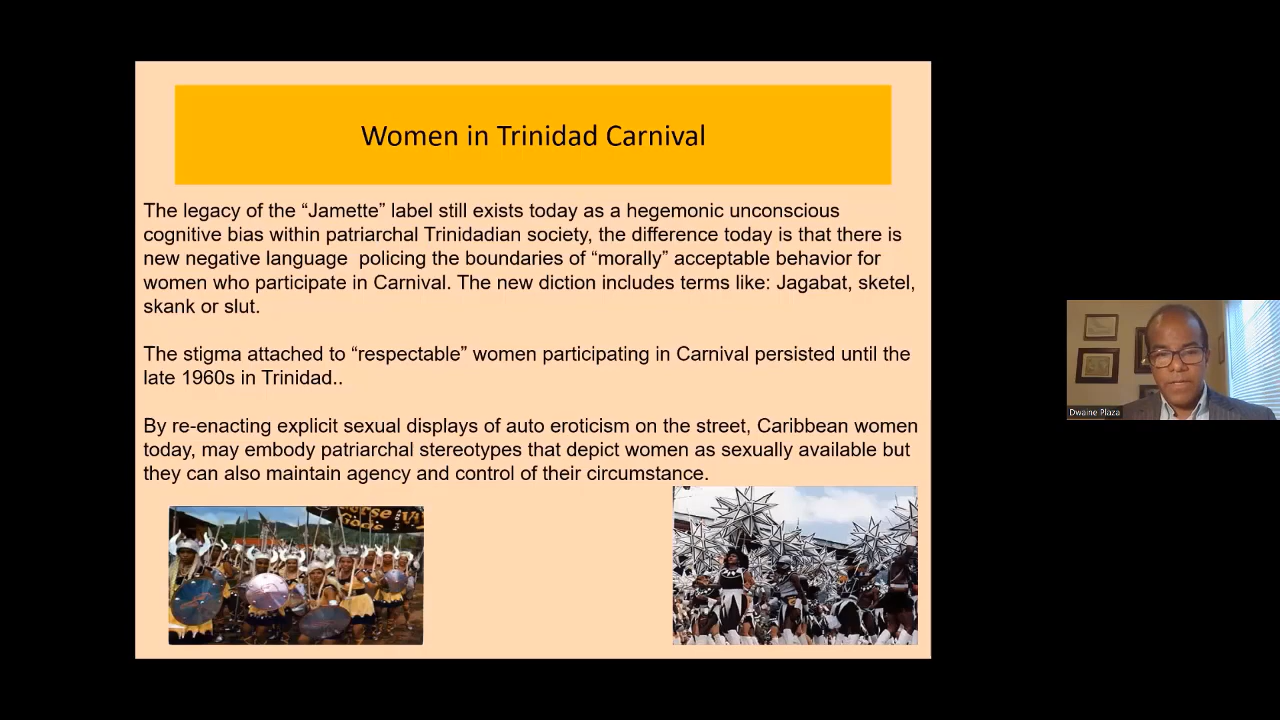 Women in Trinidad Carnival
The legacy of the “Jamette” label still exists today as a hegemonic unconscious
cognitive bias within patriarchal Trinidadian society, the difference today is that there is
new negative language  policing the boundaries of “morally” acceptable behavior for
women who participate in Carnival. The new diction includes terms like: Jagabat, sketel,
skank or slut.
The stigma attached to “respectable” women participating in Carnival persisted until the
late 1960s in Trinidad..
By re-enacting explicit sexual displays of auto eroticism on the street, Caribbean women
today, may embody patriarchal stereotypes that depict women as sexually available but
they can also maintain agency and control of their circumstance.
Dwaine Plaza